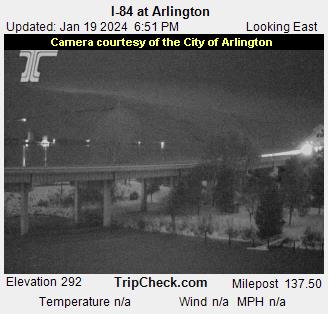 I-84 at Arlington
Updated: Jan 19 2024 6:51 PM Looking East
Camera courtesy of the City of Arlington
Elevation 292 TripCheck.com Milepost 137.50
Temperature n/a Wind n/a MPH n/a